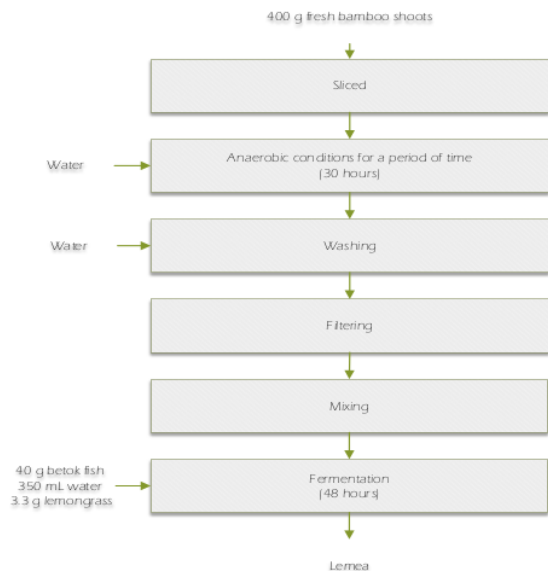 400 g fresh bamboo shoots
Sliced
Water
Anaerobic conditions for a period of time
(30 hours)
Water
Washing
Filtering
Mixing
40 g betok fish
350 mL water
3.3 g lemongrass
Fermentation
(48 hours)
Lemea